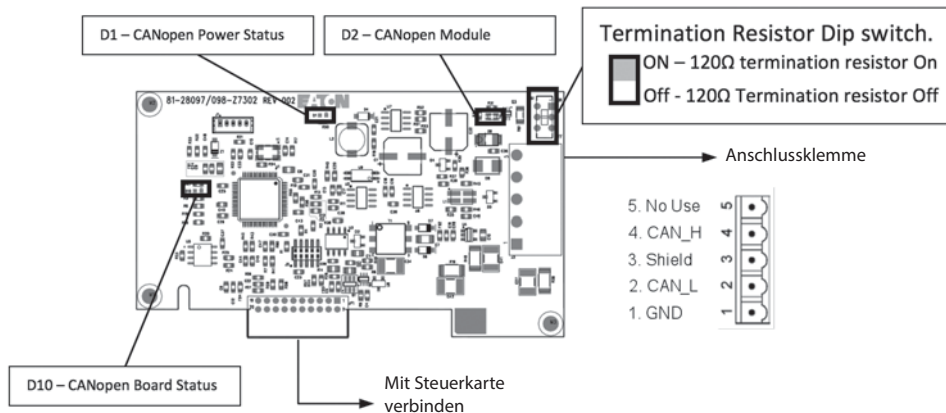 D1 – CANopen Power Status
D2 – CANopen Module
Termination Resistor Dip switch.
ON – 120Ω termination resistor On
Off - 120Ω Termination resistor Off
81-28097/098-Z7302 REV 002
EATON
Anschlussklemme
5. No Use
4. CAN_H
3. Shield
2. CAN_L
1. GND
5
4
3
2
1
D10 – CANopen Board Status
Mit Steuerkarte
verbinden